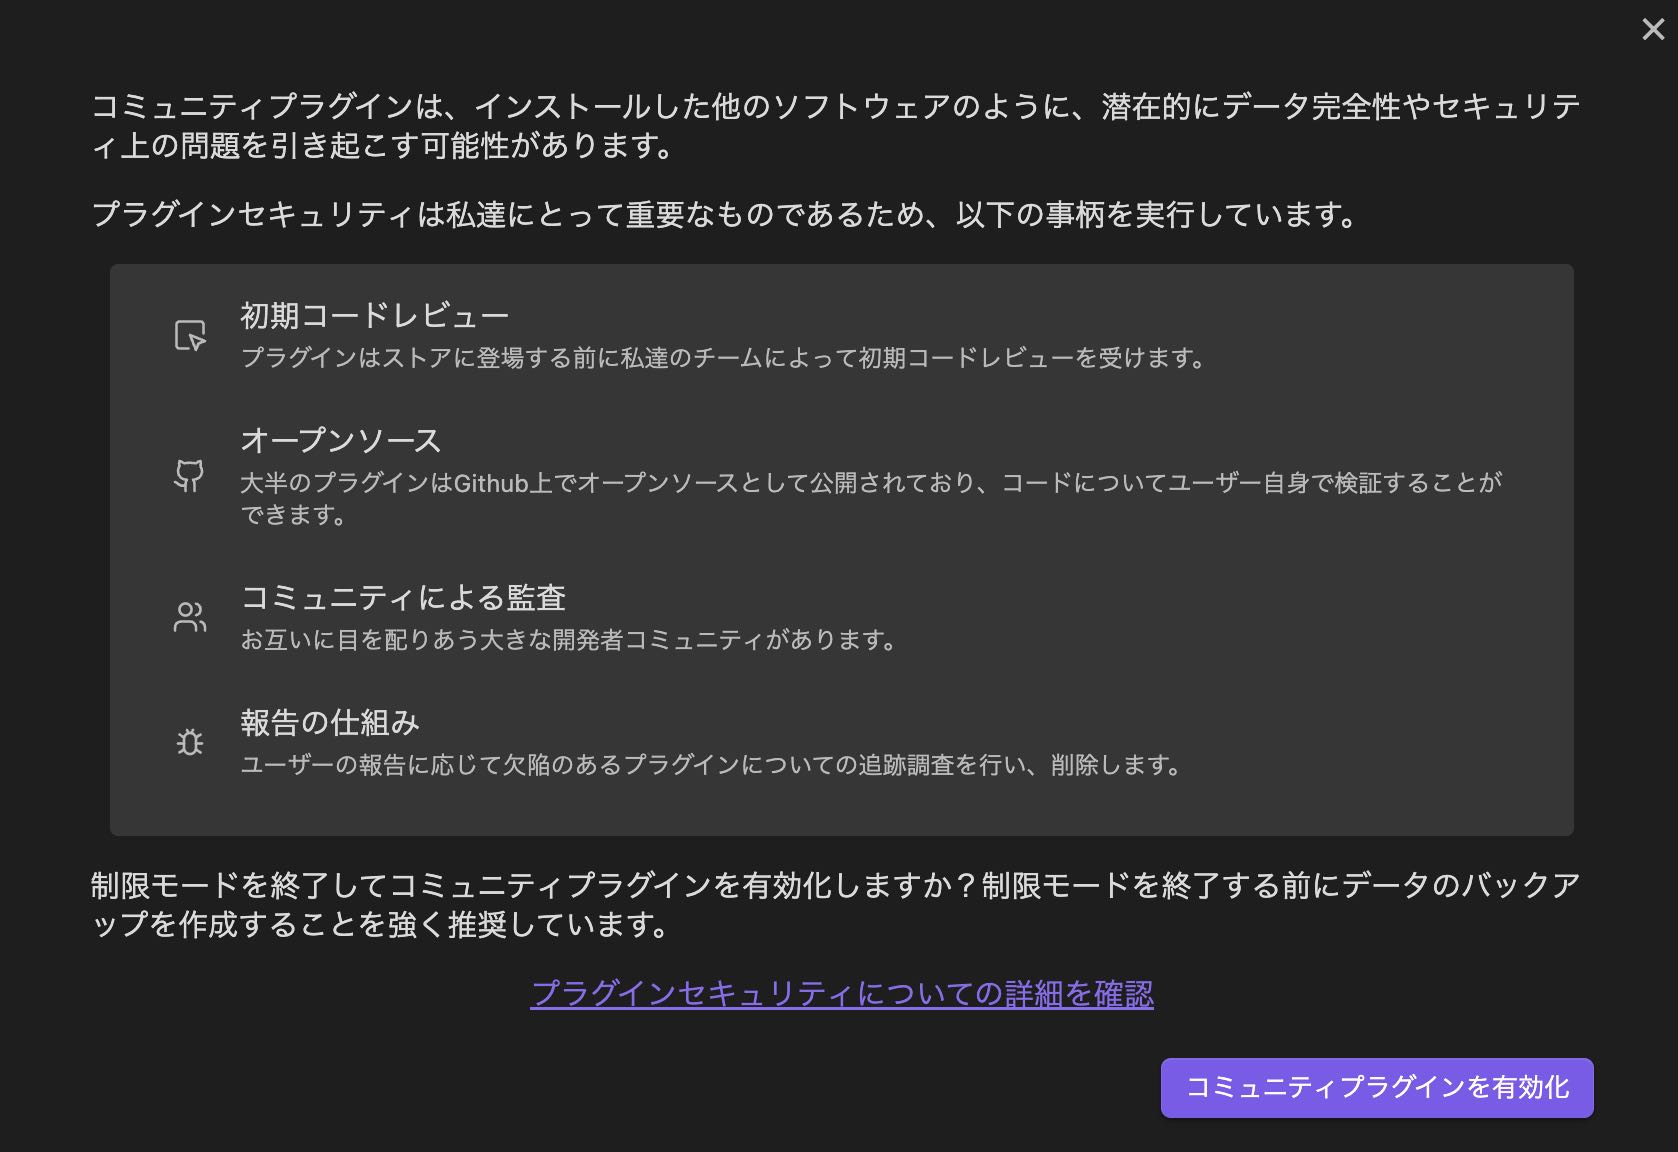 コミュニティプラグインは、インストールした他のソフトウェアのように、潜在的にデータ完全性やセキュリテ
ィ上の問題を引き起こす可能性があります。
プラグインセキュリティは私達にとって重要なものであるため、以下の事柄を実行しています。
初期コードレビュー
プラグインはストアに登場する前に私達のチームによって初期コードレビューを受けます。
オープンソース
大半のプラグインはGithub上でオープンソースとして公開されており、コードについてユーザー自身で検証することが
できます。
コミュニティによる監査
お互いに目を配りあう大きな開発者コミュニティがあります。
報告の仕組み
ユーザーの報告に応じて欠陥のあるプラグインについての追跡調査を行い、削除します。
制限モードを終了してコミュニティプラグインを有効化しますか？制限モードを終了する前にデータのバックア
ップを作成することを強く推奨しています。
プラグインセキュリティについての詳細を確認
コミュニティプラグインを有効化